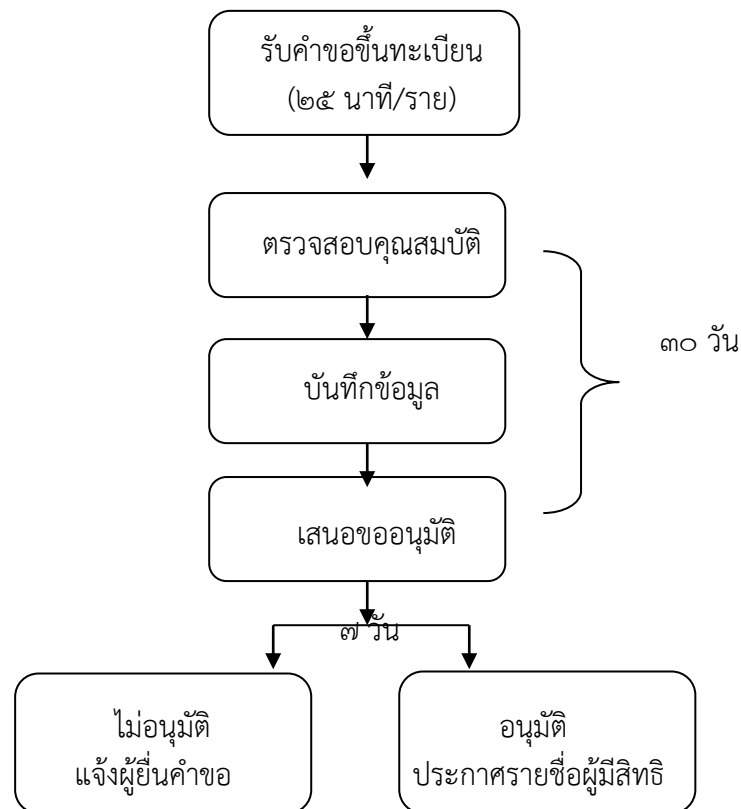 รับคำขอขึ้นทะเบียน
(๒๕ นาที/ราย)
ตรวจสอบคุณสมบัติ
๓๐ วัน
บันทึกข้อมูล
เสนอขออนุมัติ
๗ วัน
ไม่อนุมัติ
แจ้งผู้ยื่นคำขอ
อนุมัติ
ประกาศรายชื่อผู้มีสิทธิ